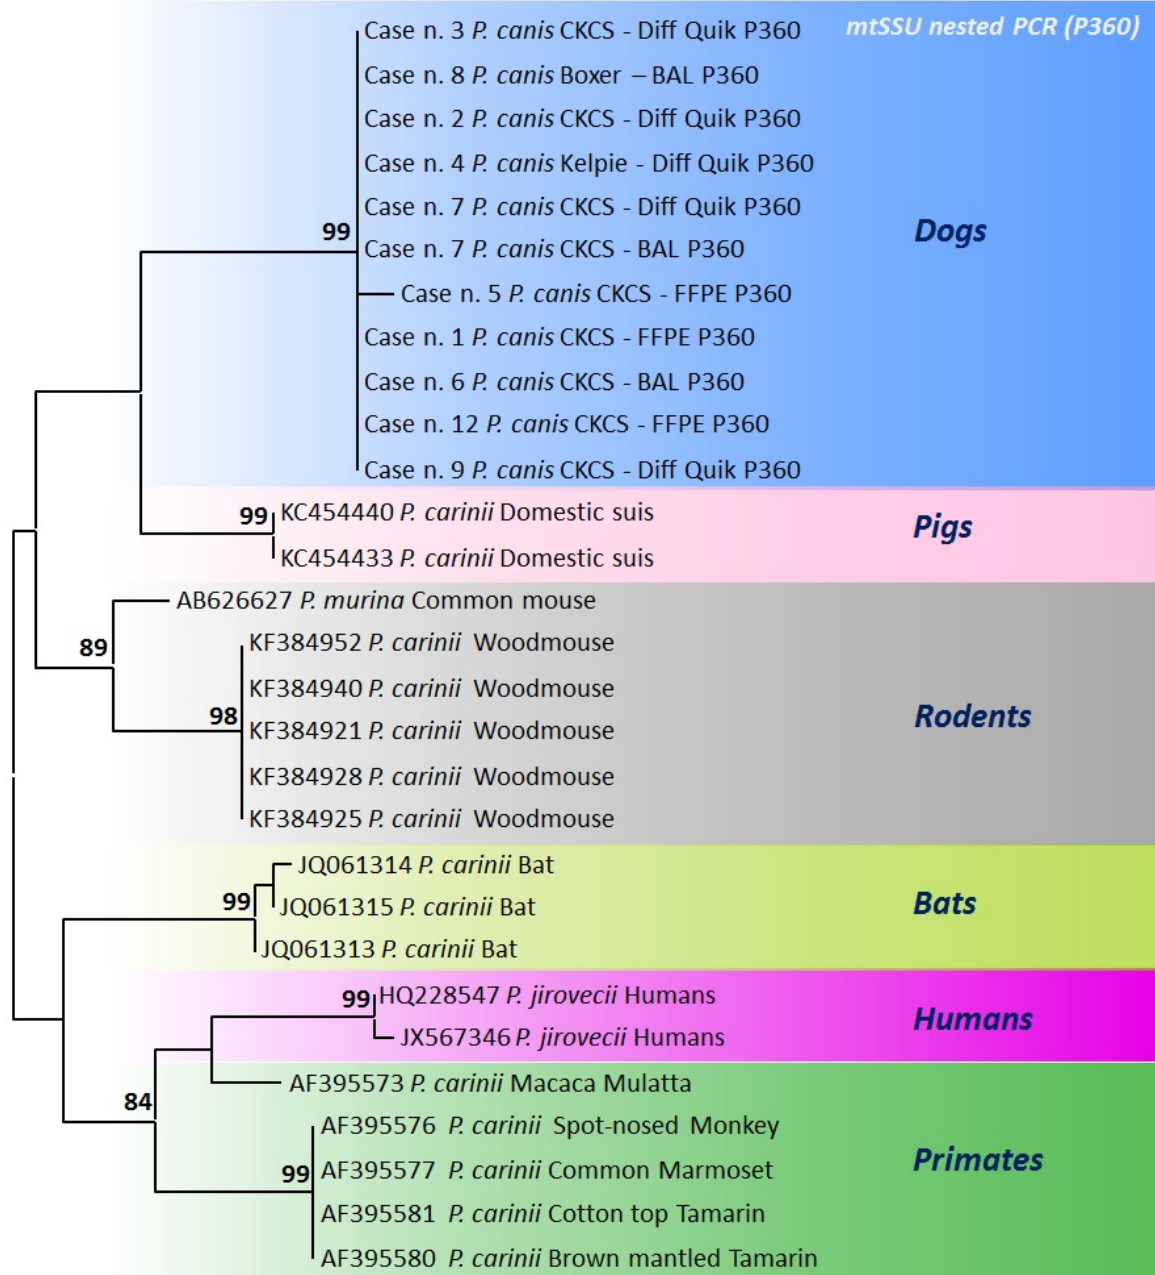 Case n. 3 P. canis CKCS - Diff Quik P360
mtSSU nested PCR (P360)
Case n. 8 P. canis Boxer – BAL P360
Case n. 2 P. canis CKCS - Diff Quik P360
Case n. 4 P. canis Kelpie - Diff Quik P360
Case n. 7 P. canis CKCS - Diff Quik P360
99
Dogs
Case n. 7 P. canis CKCS - BAL P360
Case n. 5 P. canis CKCS - FFPE P360
Case n. 1 P. canis CKCS - FFPE P360
Case n. 6 P. canis CKCS - BAL P360
Case n. 12 P. canis CKCS - FFPE P360
Case n. 9 P. canis CKCS - Diff Quik P360
99
KC454440 P. carinii Domestic suis
Pigs
KC454433 P. carinii Domestic suis
AB626627 P. murina Common mouse
89
KF384952 P. carinii Woodmouse
KF384940 P. carinii Woodmouse
98
Rodents
KF384921 P. carinii Woodmouse
KF384928 P. carinii Woodmouse
KF384925 P. carinii Woodmouse
JQ061314 P. carinii Bat
99
Bats
JQ061315 P. carinii Bat
JQ061313 P. carinii Bat
99
HQ228547 P. jirovecii Humans
Humans
JX567346 P. jirovecii Humans
AF395573 P. carinii Macaca Mulatta
84
AF395576 P. carinii Spot-nosed Monkey
99
Primates
AF395577 P. carinii Common Marmoset
AF395581 P. carinii Cotton top Tamarin
AF395580 P. carinii Brown mantled Tamarin